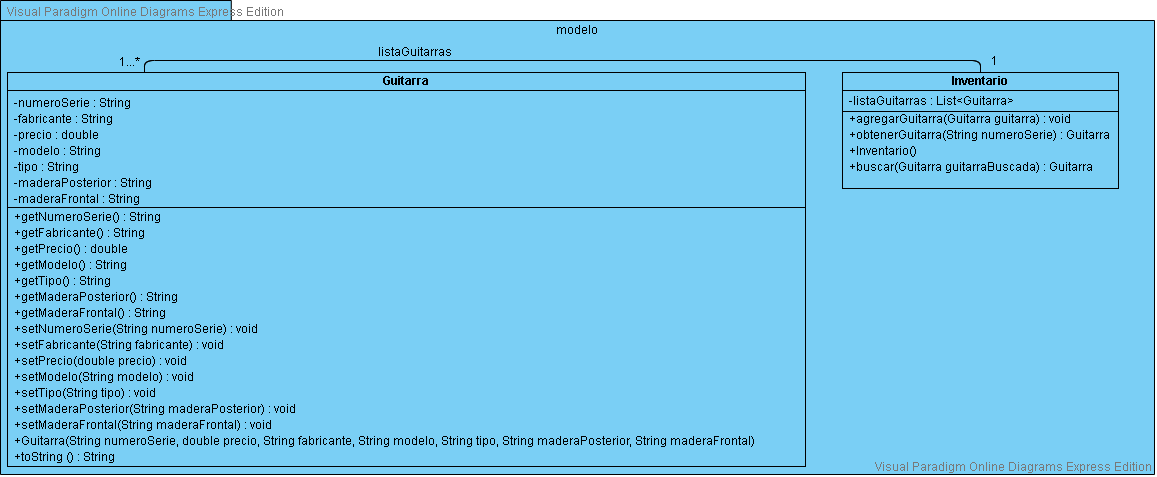 Visual Paradigm Online Diagrams Express Edition
modelo
listaGuitarras
1...*
1
Guitarra
-numeroSerie : String
-fabricante : String
-precio : double
-modelo : String
-tipo : String
-maderaPosterior : String
-maderaFrontal : String
+getNumeroSerie() : String
+getFabricante() : String
+getPrecio() : double
+getModelo() : String
+getTipo() : String
+getMaderaPosterior() : String
+getMaderaFrontal() : String
+setNumeroSerie(String numeroSerie) : void
+setFabricante(String fabricante) : void
+setPrecio(double precio) : void
+setModelo(String modelo) : void
+setTipo(String tipo) : void
+setMaderaPosterior(String maderaPosterior) : void
+setMaderaFrontal(String maderaFrontal) : void
+Guitarra(String numeroSerie, double precio, String fabricante, String modelo, String tipo, String maderaPosterior, String maderaFrontal)
+toString () : String
Inventario
-listaGuitarras : List<Guitarra>
+agregarGuitarra(Guitarra guitarra) : void
+obtenerGuitarra(String numeroSerie) : Guitarra
+Inventario()
+buscar(Guitarra guitarraBuscada) : Guitarra
Visual Paradigm Online Diagrams Express Edition